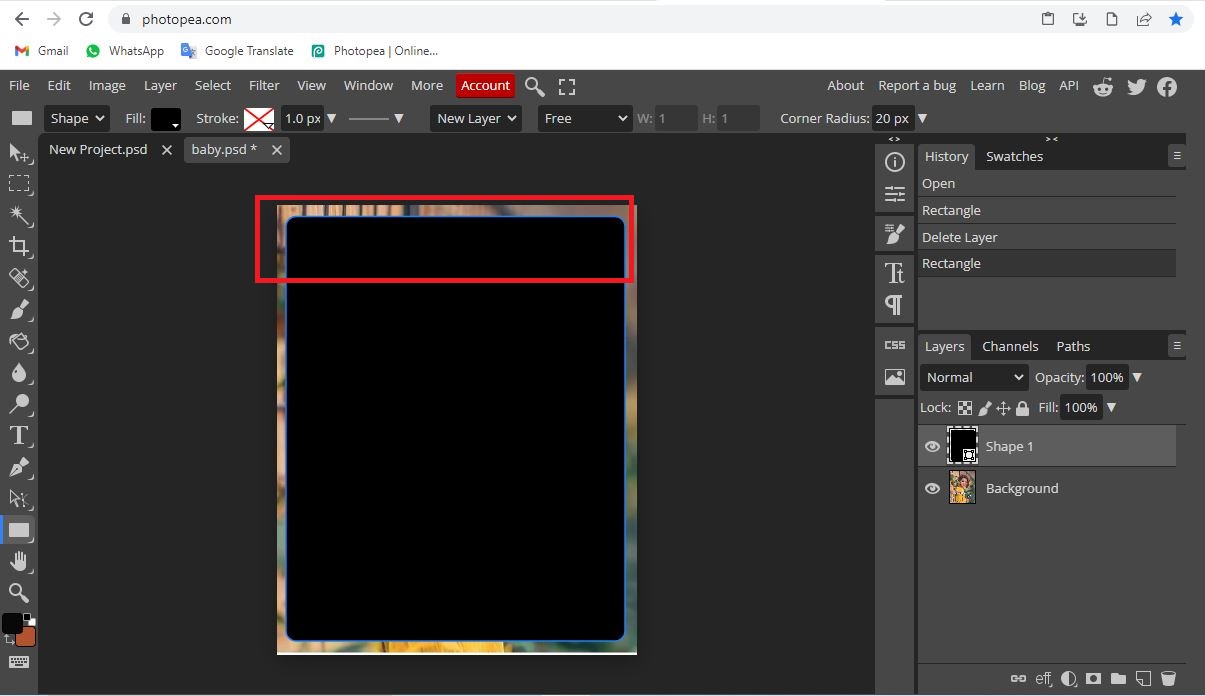 photopea.com
Gmail WhatsApp Google Translate Photopea | Online...
File Edit Image Layer Select Filter View Window More Account About Report a bug Learn Blog API
Shape Fill: Stroke: 1.0 px New Layer Free W: 1 H: 1 Corner Radius: 20 px
New Project.psd baby.psd *
< > > <
History Swatches
Open
Rectangle
Delete Layer
Rectangle
CSS
Layers Channels Paths
Normal Opacity: 100%
Lock: Fill: 100%
Shape 1
Background
eff